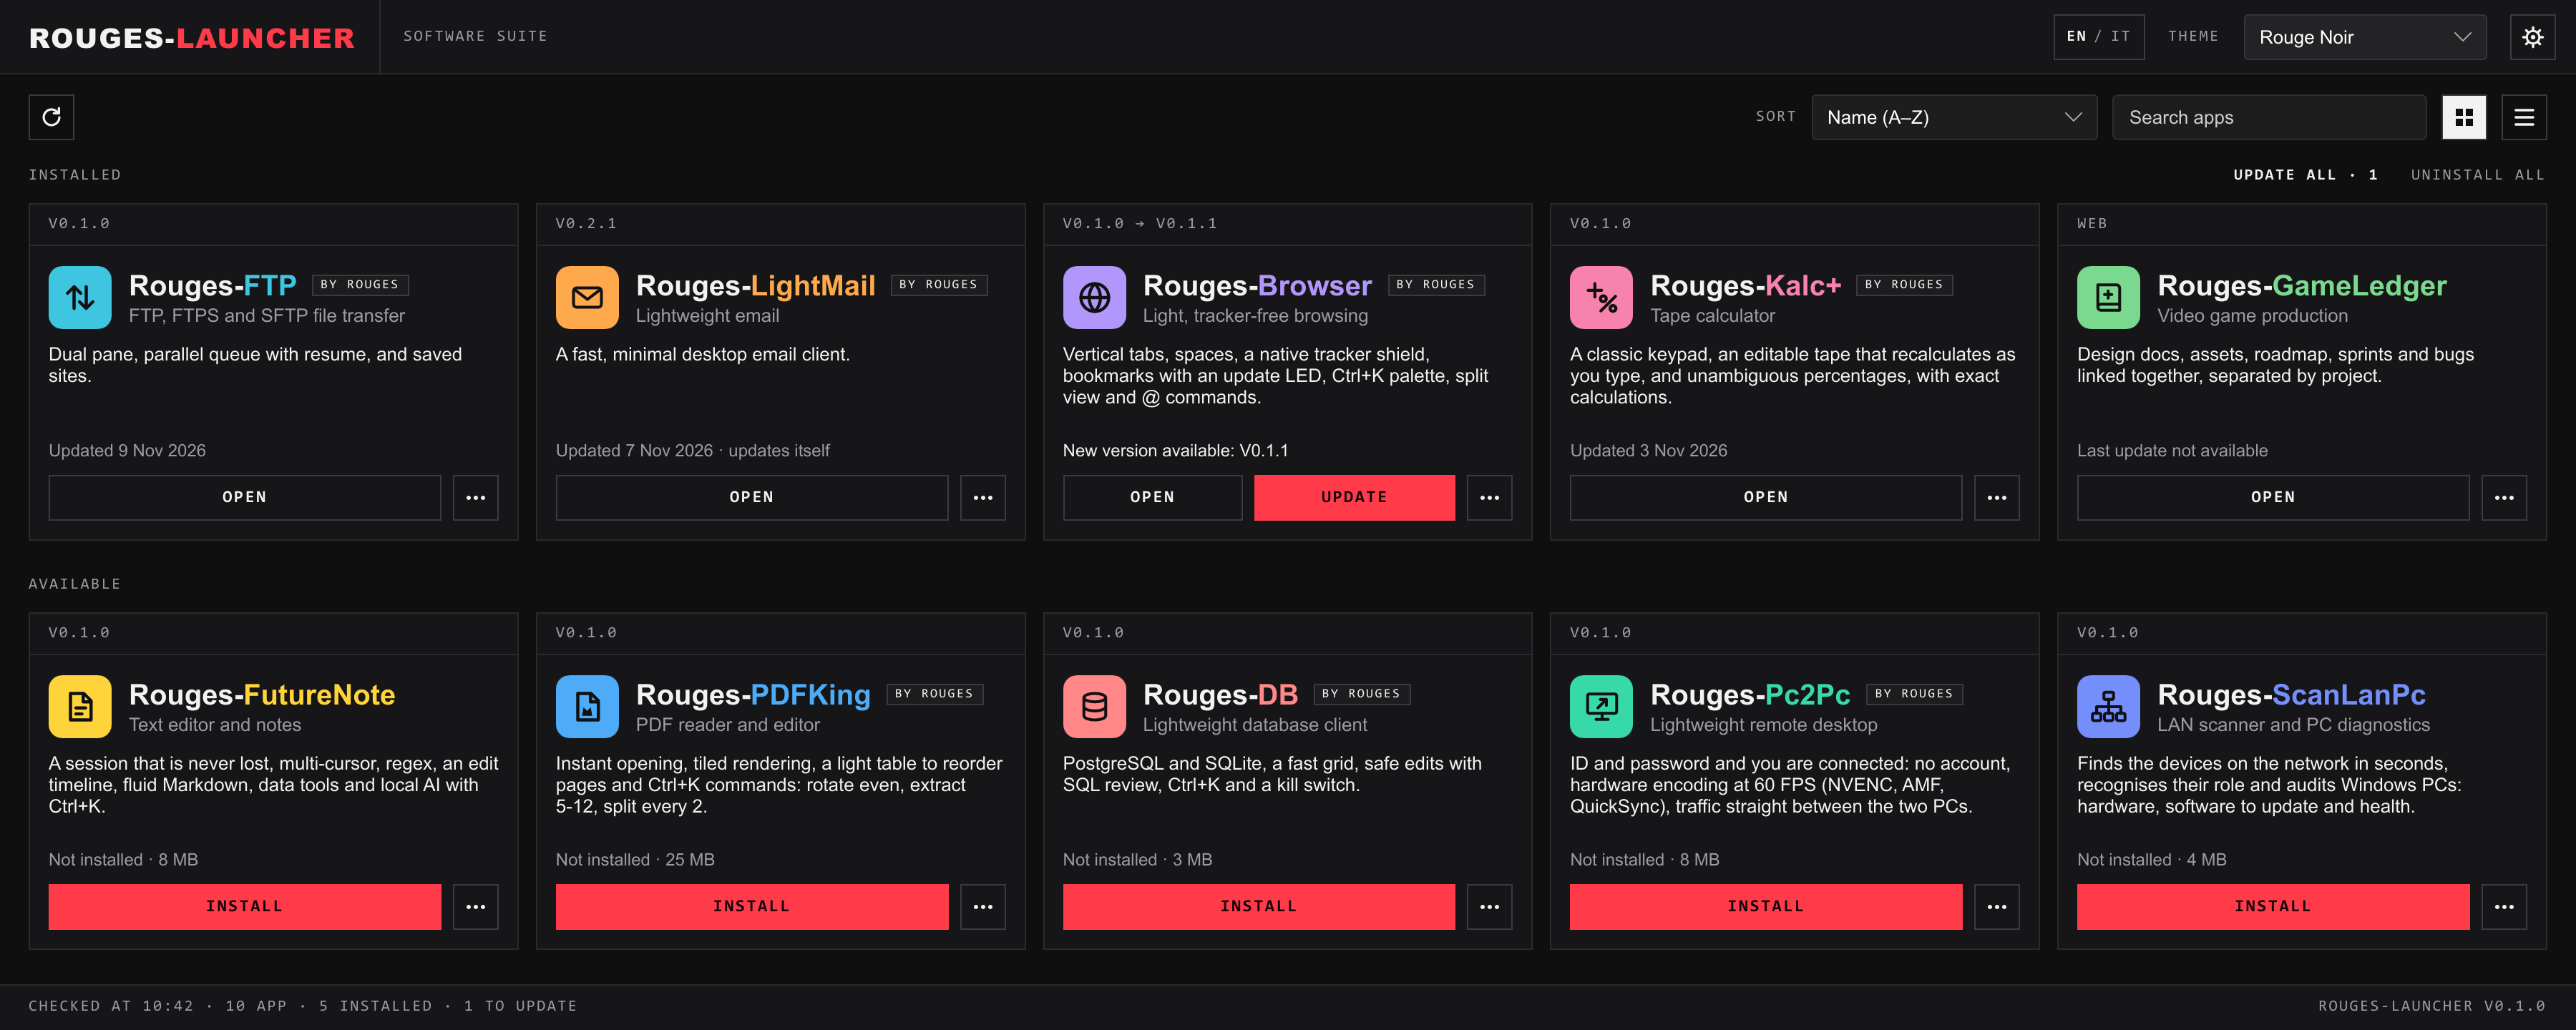 ROUGES-LAUNCHER
SOFTWARE SUITE
EN / IT
THEME
Rouge Noir
SORT
Name (A–Z)
Search apps
INSTALLED
UPDATE ALL · 1
UNINSTALL ALL
V0.1.0
Rouges-FTP
BY ROUGES
FTP, FTPS and SFTP file transfer
Dual pane, parallel queue with resume, and saved
sites.
Updated 9 Nov 2026
OPEN
V0.2.1
Rouges-LightMail
BY ROUGES
Lightweight email
A fast, minimal desktop email client.
Updated 7 Nov 2026 · updates itself
OPEN
V0.1.0 → V0.1.1
Rouges-Browser
BY ROUGES
Light, tracker-free browsing
Vertical tabs, spaces, a native tracker shield,
bookmarks with an update LED, Ctrl+K palette, split
view and @ commands.
New version available: V0.1.1
OPEN
UPDATE
V0.1.0
Rouges-Kalc+
BY ROUGES
Tape calculator
A classic keypad, an editable tape that recalculates as
you type, and unambiguous percentages, with exact
calculations.
Updated 3 Nov 2026
OPEN
WEB
Rouges-GameLedger
Video game production
Design docs, assets, roadmap, sprints and bugs
linked together, separated by project.
Last update not available
OPEN
AVAILABLE
V0.1.0
Rouges-FutureNote
Text editor and notes
A session that is never lost, multi-cursor, regex, an edit
timeline, fluid Markdown, data tools and local AI with
Ctrl+K.
Not installed · 8 MB
INSTALL
V0.1.0
Rouges-PDFKing
BY ROUGES
PDF reader and editor
Instant opening, tiled rendering, a light table to reorder
pages and Ctrl+K commands: rotate even, extract
5-12, split every 2.
Not installed · 25 MB
INSTALL
V0.1.0
Rouges-DB
BY ROUGES
Lightweight database client
PostgreSQL and SQLite, a fast grid, safe edits with
SQL review, Ctrl+K and a kill switch.
Not installed · 3 MB
INSTALL
V0.1.0
Rouges-Pc2Pc
BY ROUGES
Lightweight remote desktop
ID and password and you are connected: no account,
hardware encoding at 60 FPS (NVENC, AMF,
QuickSync), traffic straight between the two PCs.
Not installed · 8 MB
INSTALL
V0.1.0
Rouges-ScanLanPc
LAN scanner and PC diagnostics
Finds the devices on the network in seconds,
recognises their role and audits Windows PCs:
hardware, software to update and health.
Not installed · 4 MB
INSTALL
CHECKED AT 10:42 · 10 APP · 5 INSTALLED · 1 TO UPDATE
ROUGES-LAUNCHER V0.1.0